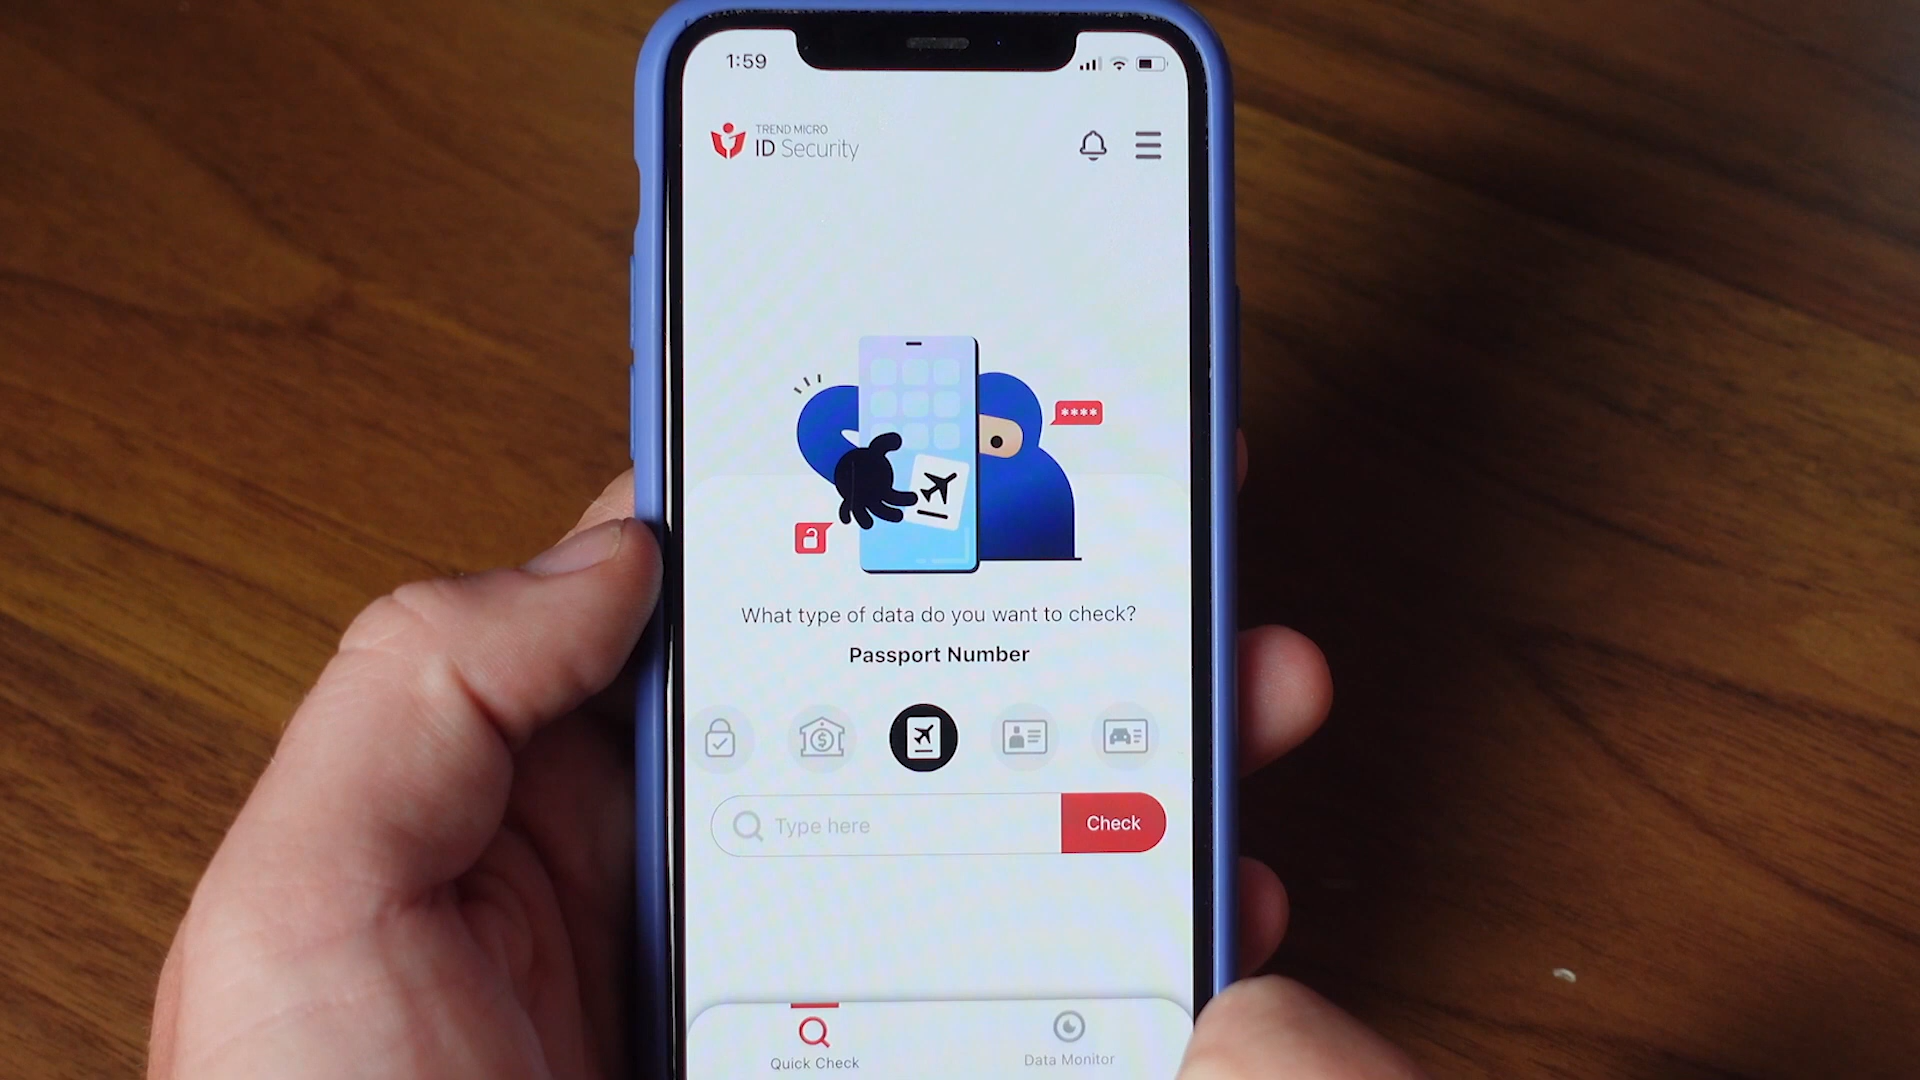 1:59
TREND MICRO
ID Security
****
What type of data do you want to check?
Passport Number
Type here
Check
Quick Check
Data Monitor